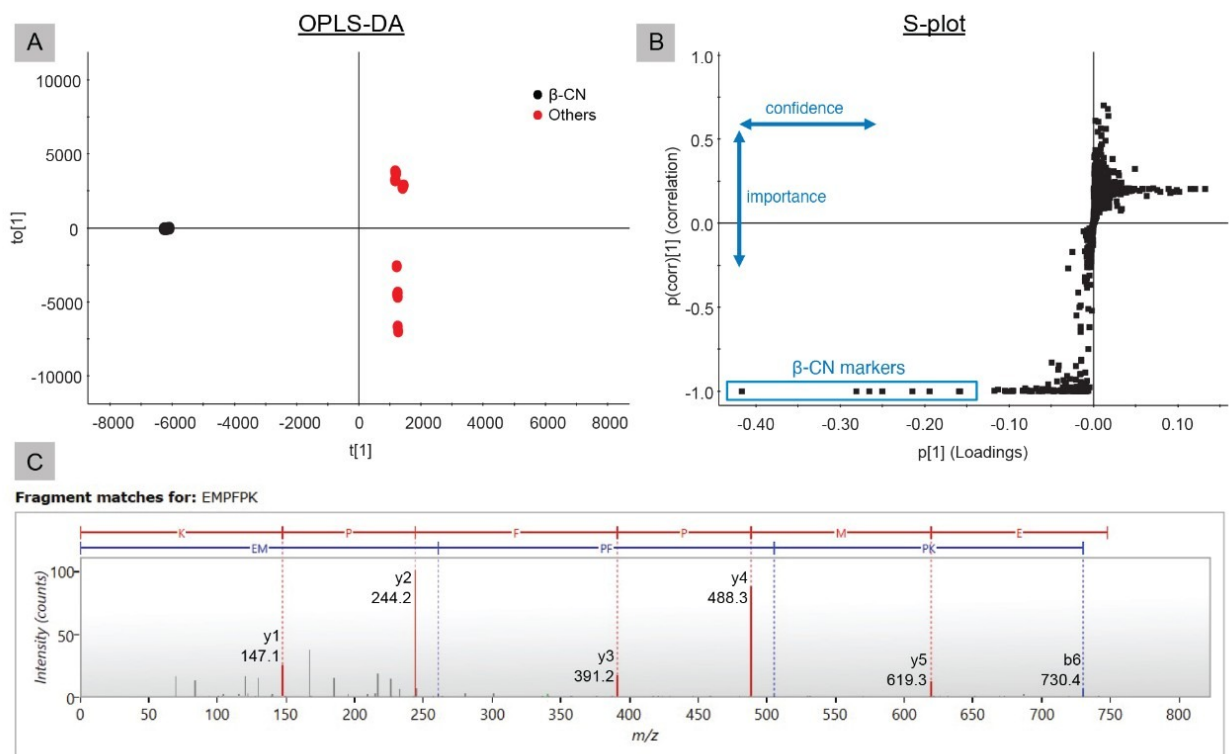 A
OPLS-DA
10000
5000
0
-5000
-10000
to[1]
β-CN
Others
-8000 -6000 -4000 -2000 0 2000 4000 6000 8000
t[1]
B
S-plot
1.0
0.5
0.0
-0.5
-1.0
p(corr)[1] (correlation)
confidence
importance
β-CN markers
-0.40 -0.30 -0.20 -0.10 -0.00 0.10
p[1] (Loadings)
C
Fragment matches for: EMPFPK
K P F P M E
EM PF PK
100
50
0
Intensity (counts)
y1
147.1
y2
244.2
y3
391.2
y4
488.3
y5
619.3
b6
730.4
0 50 100 150 200 250 300 350 400 450 500 550 600 650 700 750 800
m/z